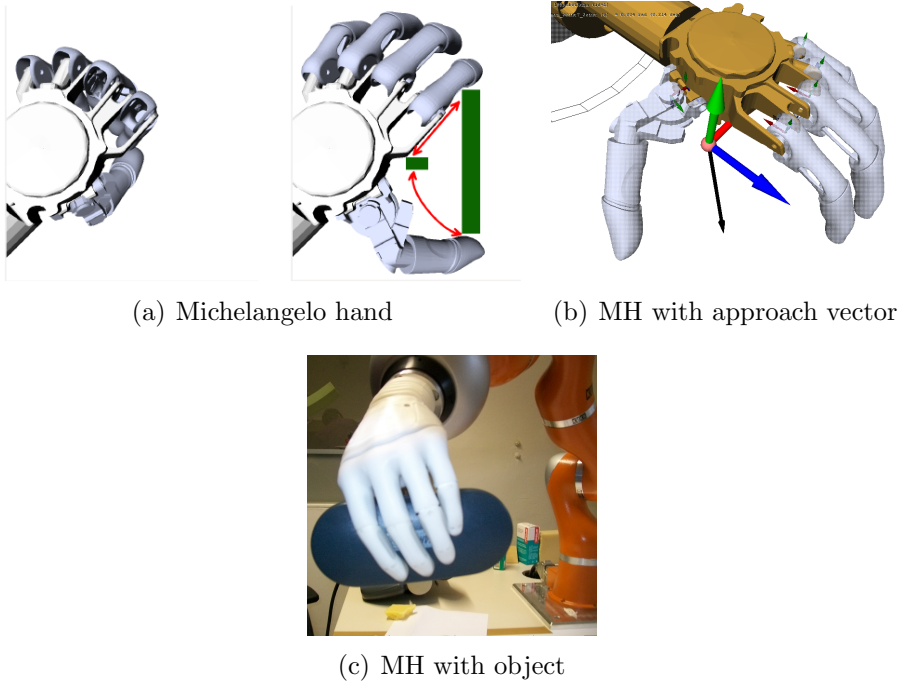 (a) Michelangelo hand
(b) MH with approach vector
(c) MH with object